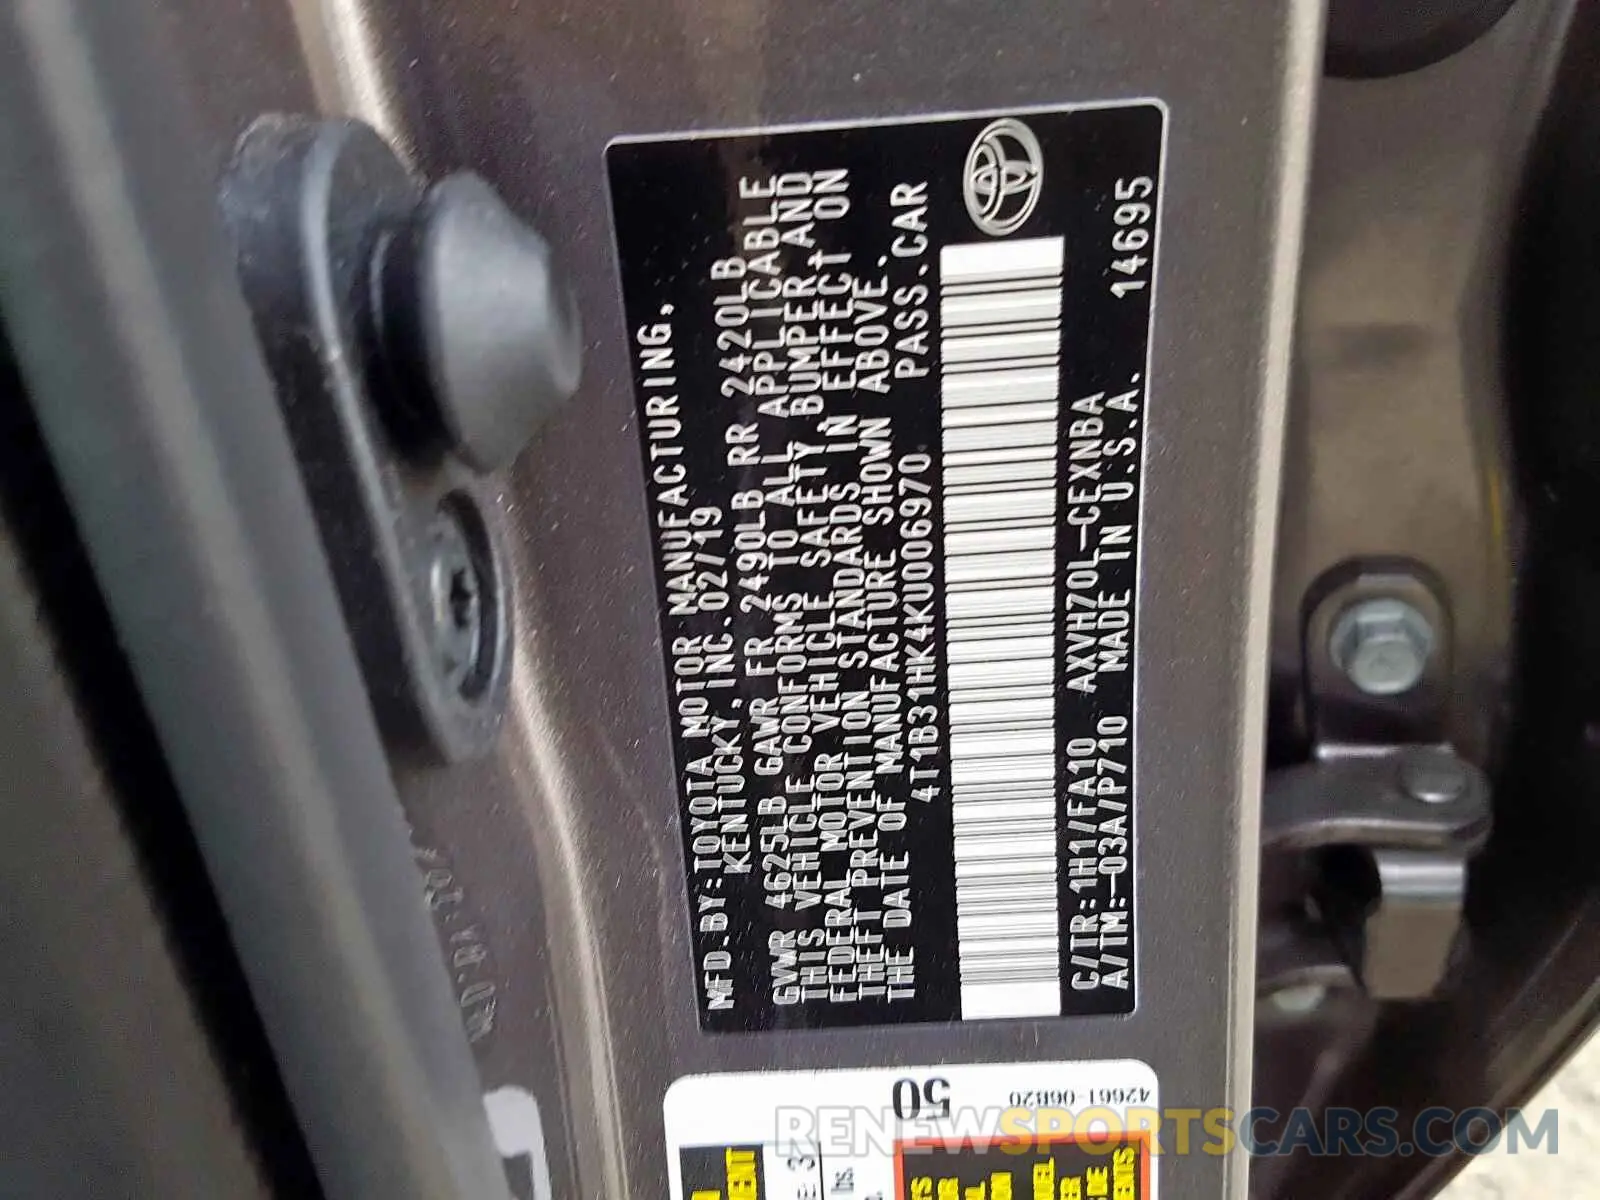 MFD.BY:TOYOTA MOTOR MANUFACTURING,
KENTUCKY,INC.02/19
GVWR 4625LB GAWR FR 2490LB RR 2420LB
THIS VEHICLE CONFORMS TO ALL APPLICABLE
FEDERAL MOTOR VEHICLE SAFETY,BUMPER,AND
THEFT PREVENTION STANDARDS IN EFFECT ON
THE DATE OF MANUFACTURE SHOWN ABOVE.
4T1B31HK4KU006970 PASS.CAR
C/TR:1H1/FA10 AXVH70L-CEXNBA
A/TM:-03A/P710 MADE IN U.S.A. 14695
50
42661-06B20
RENEWSPORTSCARS.COM